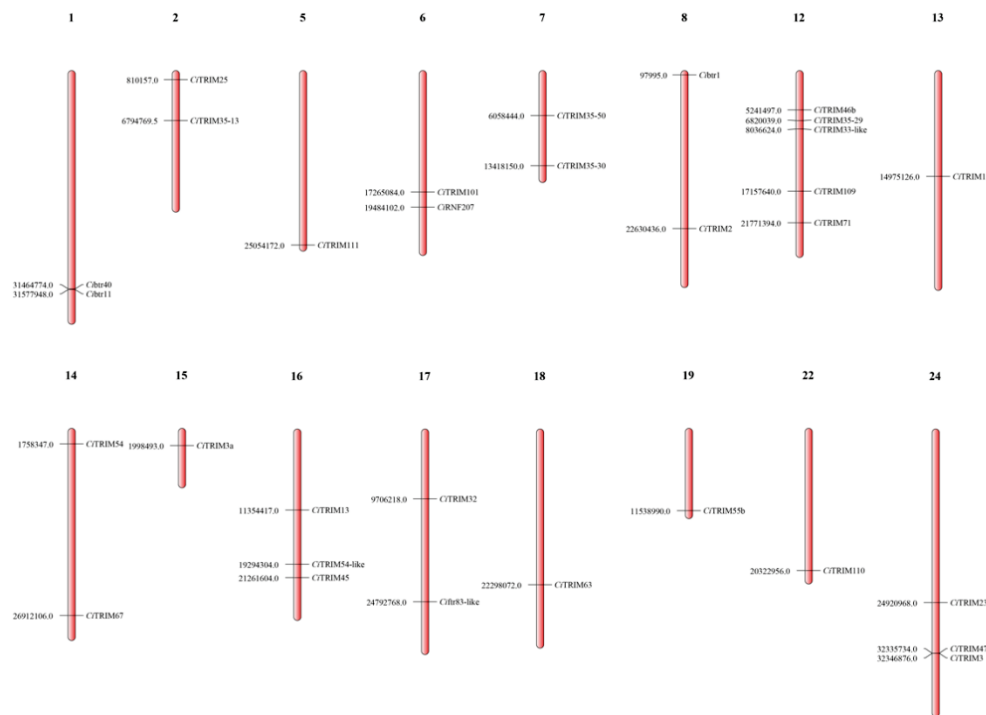 1 2 5 6 7 8 12 13
810157.0 CiTRIM25
6794769.5 CiTRIM35-13
31464774.0 Cibtr40
31577948.0 Cibtr11
25054172.0 CiTRIM111
17265084.0 CiTRIM101
19484102.0 CiRNF207
6058444.0 CiTRIM35-50
13418150.0 CiTRIM35-30
97995.0 Cibtr1
22630436.0 CiTRIM2
5241497.0 CiTRIM46b
6820039.0 CiTRIM35-29
8036624.0 CiTRIM33-like
17157640.0 CiTRIM109
21771394.0 CiTRIM71
14975126.0 CiTRIM1
14 15 16 17 18 19 22 24
1758347.0 CiTRIM54
26912106.0 CiTRIM67
1998493.0 CiTRIM3a
11354417.0 CiTRIM13
19294304.0 CiTRIM54-like
21261604.0 CiTRIM45
9706218.0 CiTRIM32
24792768.0 Ciftr83-like
22298072.0 CiTRIM63
11538990.0 CiTRIM55b
20322956.0 CiTRIM110
24920968.0 CiTRIM23
32335734.0 CiTRIM47
32346876.0 CiTRIM3